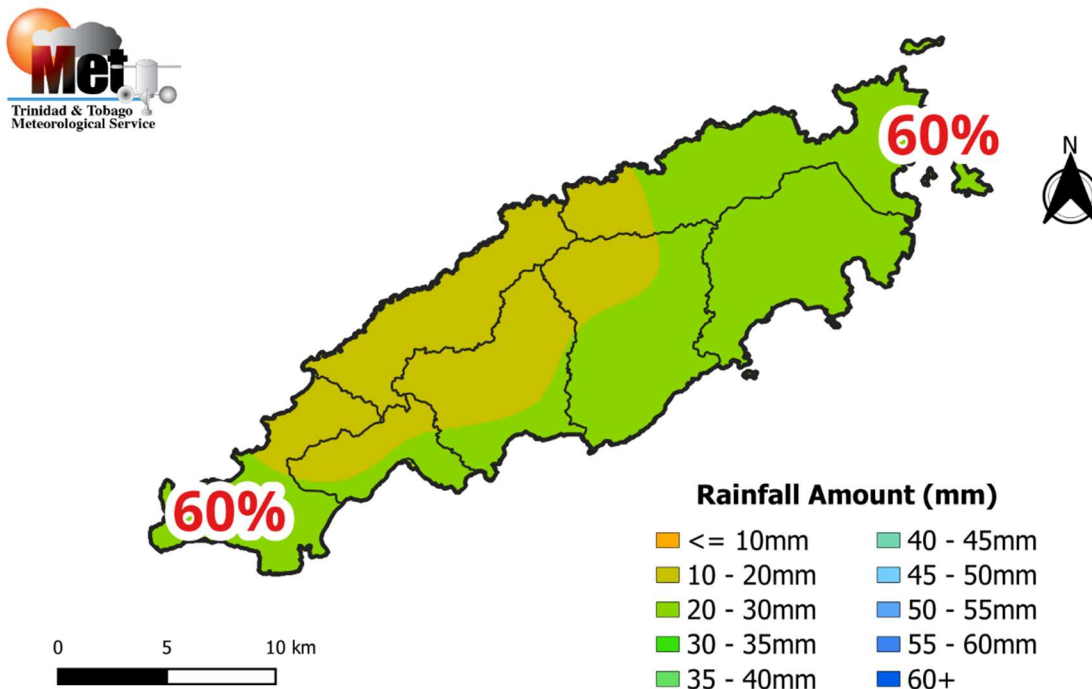 Met
Trinidad & Tobago
Meteorological Service
60%
N
60%
Rainfall Amount (mm)
<= 10mm
10 - 20mm
20 - 30mm
30 - 35mm
35 - 40mm
40 - 45mm
45 - 50mm
50 - 55mm
55 - 60mm
60+
0 5 10 km